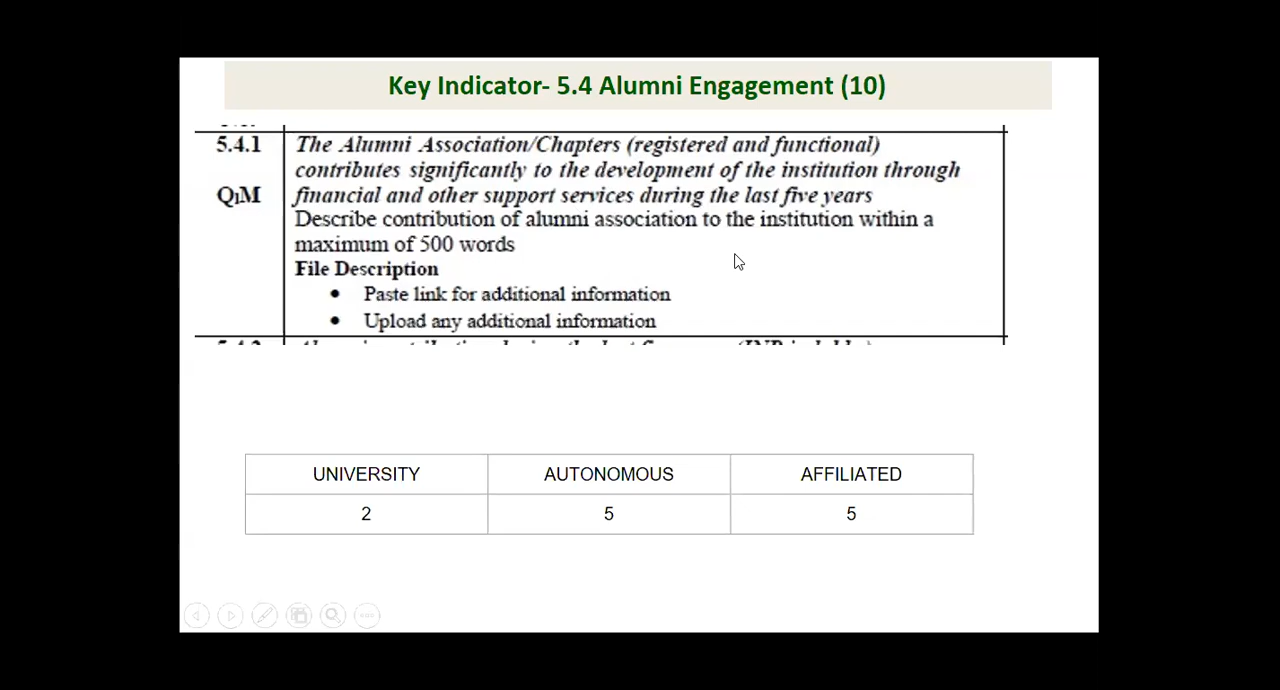 Key Indicator- 5.4 Alumni Engagement (10)
5.4.1 The Alumni Association/Chapters (registered and functional)
contributes significantly to the development of the institution through
QlM financial and other support services during the last five years
Describe contribution of alumni association to the institution within a
maximum of 500 words
File Description
• Paste link for additional information
• Upload any additional information
UNIVERSITY AUTONOMOUS AFFILIATED
2 5 5